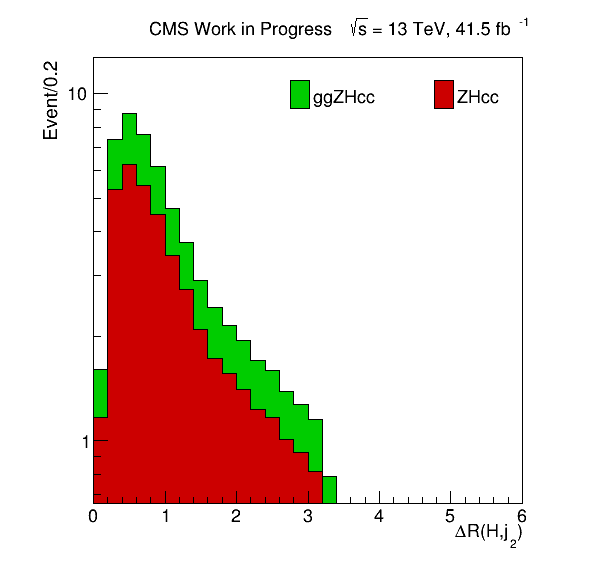 CMS Work in Progress √s = 13 TeV, 41.5 fb⁻¹
Event/0.2
10
1
ggZHcc ZHcc
0 1 2 3 4 5 6
ΔR(H,j₂)